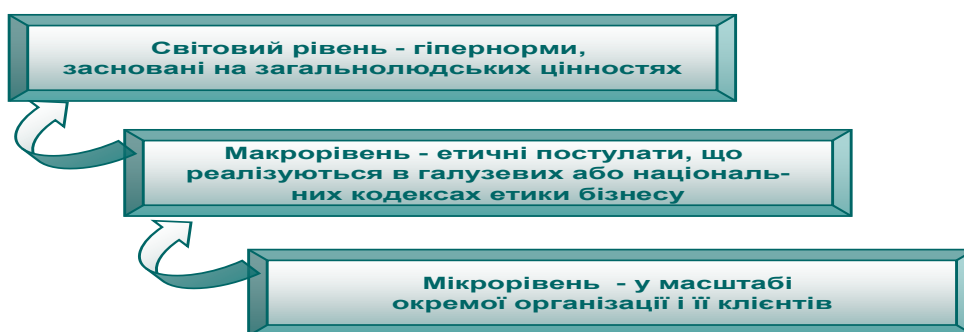 Світовий рівень - гіпернорми,
засновані на загальнолюдських цінностях
Макрорівень - етичні постулати, що
реалізуються в галузевих або національ-
них кодексах етики бізнесу
Мікрорівень - у масштабі
окремої організації і її клієнтів